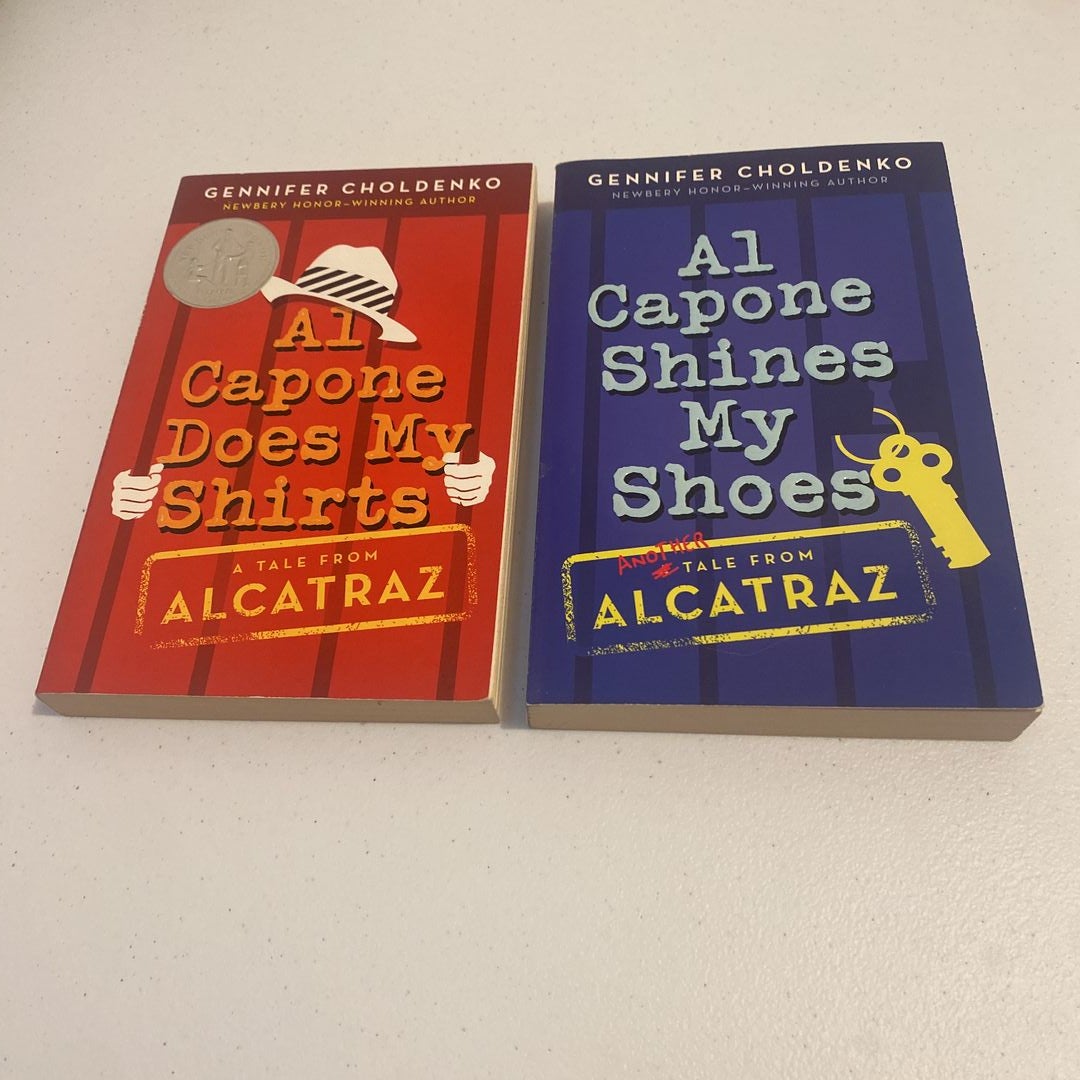 GENNIFER CHOLDENKO
NEWBERY HONOR–WINNING AUTHOR
Al
Capone
Does My
Shirts
A TALE FROM
ALCATRAZ
GENNIFER CHOLDENKO
NEWBERY HONOR–WINNING AUTHOR
Al
Capone
Shines
My
Shoes
ANOTHER
A TALE FROM
ALCATRAZ